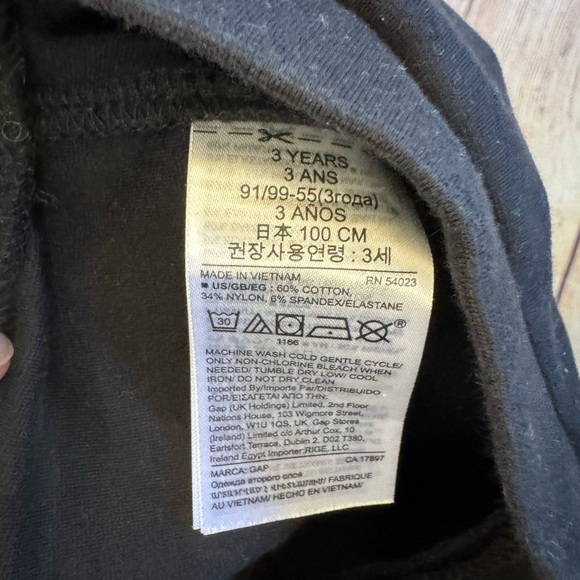 3 YEARS
3 ANS
91/99-55(3года)
3 AÑOS
日本 100 CM
권장사용연령 : 3세
MADE IN VIETNAM RN 54023
■ US/GB/EG : 60% COTTON,
34% NYLON, 6% SPANDEX/ELASTANE
30 ®
1166
MACHINE WASH COLD GENTLE CYCLE/
ONLY NON-CHLORINE BLEACH WHEN
NEEDED/ TUMBLE DRY LOW/ COOL
IRON/ DO NOT DRY CLEAN
Imported By/Importe Par/DISTRIBUIDO
POR/ΕΙΣΑΓΕΤΑΙ ΑΠΟ ΤΗΝ:
Gap (UK Holdings) Limited, 2nd Floor
Nations House, 103 Wigmore Street,
London, W1U 1QS, UK. Gap Stores
(Ireland) Limited c/o Arthur Cox, 10
Earlsfort Terrace, Dublin 2, D02 T380,
Ireland Egypt Importer:RIGE, LLC
MARCA: GAP CA:17897
Одежда второго слоя
ԱՐՏԱԴՐՎԱԾ Է ՎԻԵՏՆԱՄՈՒՄ/ FABRIQUÉ
AU VIETNAM/ HECHO EN VIETNAM/